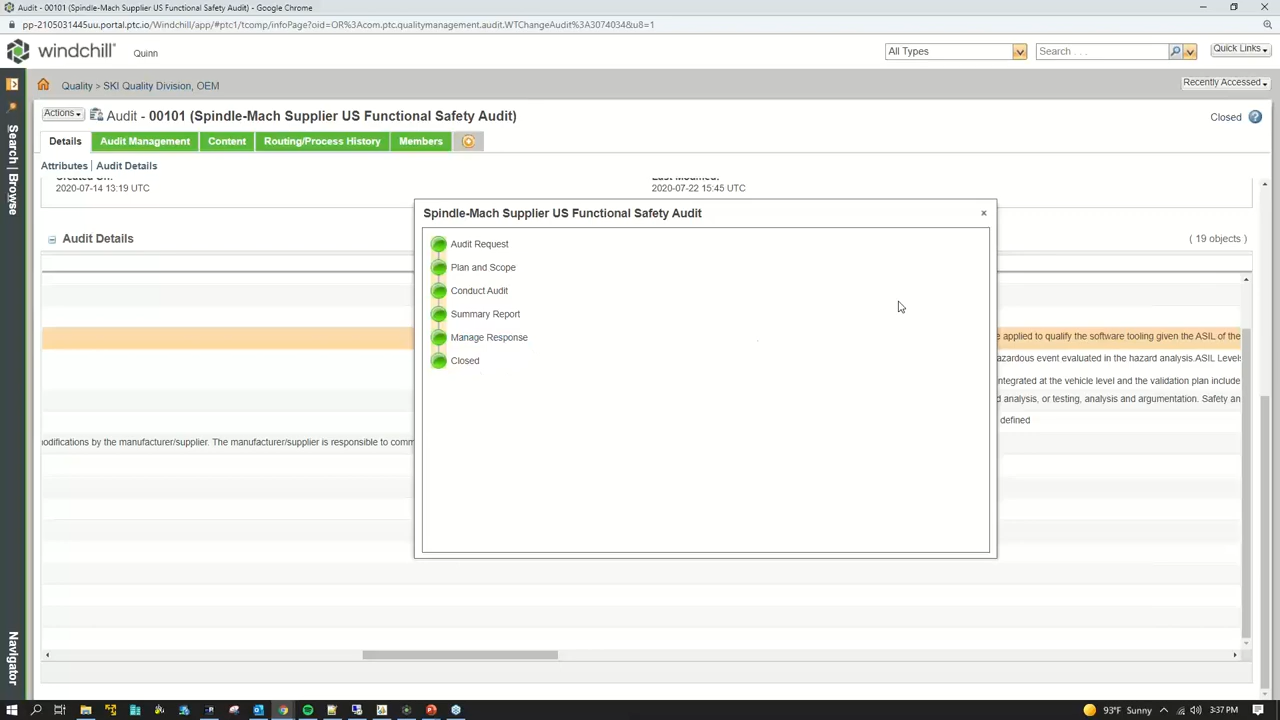 Audit - 00101 (Spindle-Mach Supplier US Functional Safety Audit) - Google Chrome
pp-2105031445uu.portal.ptc.io/Windchill/app/#ptc1/tcomp/infoPage?oid=OR%3Acom.ptc.qualitymanagement.audit.WTChangeAudit%3A3074034&u8=1
windchill Quinn All Types Search . . . Quick Links
Quality > SKI Quality Division, OEM Recently Accessed
Actions Audit - 00101 (Spindle-Mach Supplier US Functional Safety Audit) Closed
Details Audit Management Content Routing/Process History Members
Attributes Audit Details
Search | Browse
2020-07-14 13:19 UTC 2020-07-22 15:45 UTC
Spindle-Mach Supplier US Functional Safety Audit ×
Audit Details ( 19 objects )
Audit Request
Plan and Scope
Conduct Audit
Summary Report
Manage Response
Closed
applied to qualify the software tooling given the ASIL of the
azardous event evaluated in the hazard analysis.ASIL Levels
ntegrated at the vehicle level and the validation plan include
analysis, or testing, analysis and argumentation. Safety an
defined
odifications by the manufacturer/supplier. The manufacturer/supplier is responsible to comm
Navigator
93°F Sunny 3:37 PM